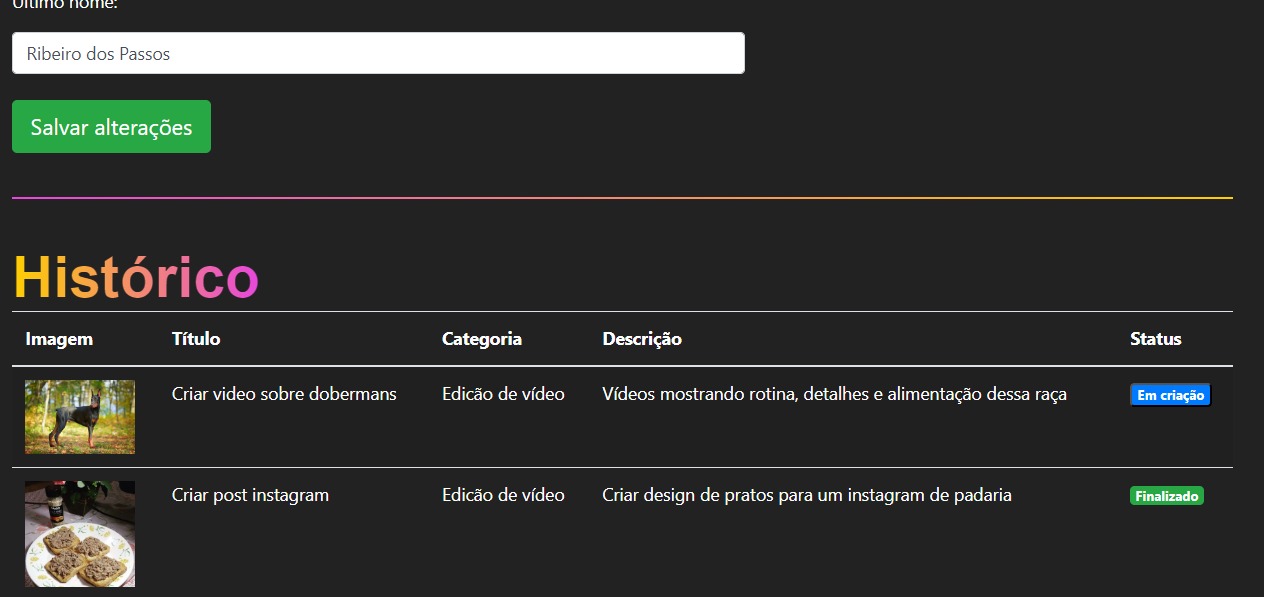 Último nome:
Ribeiro dos Passos
Salvar alterações
Histórico
Imagem Título Categoria Descrição Status
Criar video sobre dobermans Edicão de vídeo Vídeos mostrando rotina, detalhes e alimentação dessa raça Em criação
Criar post instagram Edicão de vídeo Criar design de pratos para um instagram de padaria Finalizado